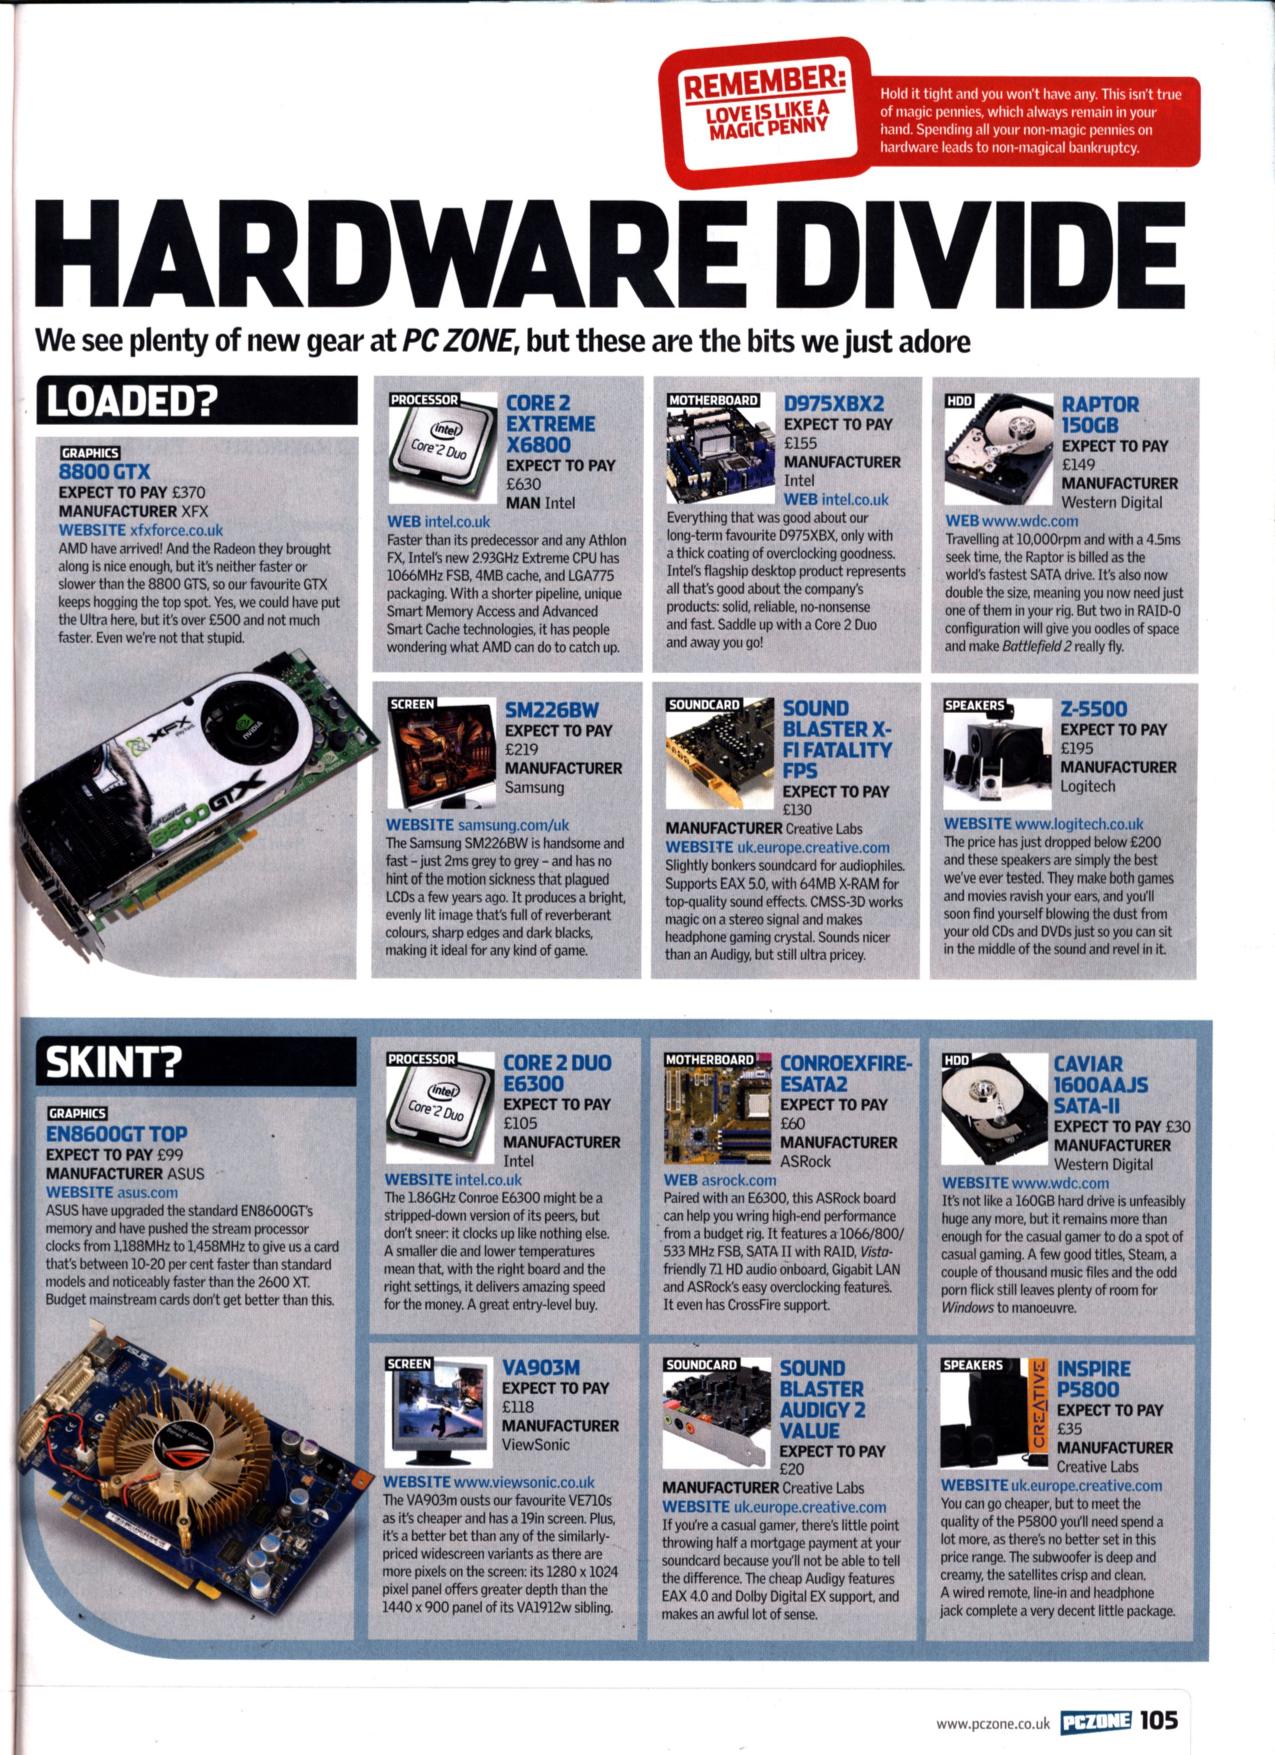 REMEMBER:
LOVE IS LIKE A
MAGIC PENNY
Hold it tight and you won't have any. This isn't true
of magic pennies, which always remain in your
hand. Spending all your non-magic pennies on
hardware leads to non-magical bankruptcy.
HARDWARE DIVIDE
We see plenty of new gear at PC ZONE, but these are the bits we just adore
LOADED?
GRAPHICS
8800 GTX
EXPECT TO PAY £370
MANUFACTURER XFX
WEBSITE xfxforce.co.uk
AMD have arrived! And the Radeon they brought
along is nice enough, but it's neither faster or
slower than the 8800 GTS, so our favourite GTX
keeps hogging the top spot. Yes, we could have put
the Ultra here, but it's over £500 and not much
faster. Even we're not that stupid.
XFX
NVIDIA
8800GTX
PROCESSOR
intel
Core™2 Duo
CORE 2
EXTREME
X6800
EXPECT TO PAY
£630
MAN Intel
WEB intel.co.uk
Faster than its predecessor and any Athlon
FX, Intel's new 2.93GHz Extreme CPU has
1066MHz FSB, 4MB cache, and LGA775
packaging. With a shorter pipeline, unique
Smart Memory Access and Advanced
Smart Cache technologies, it has people
wondering what AMD can do to catch up.
MOTHERBOARD
D975XBX2
EXPECT TO PAY
£155
MANUFACTURER
Intel
WEB intel.co.uk
Everything that was good about our
long-term favourite D975XBX, only with
a thick coating of overclocking goodness.
Intel's flagship desktop product represents
all that's good about the company's
products: solid, reliable, no-nonsense
and fast. Saddle up with a Core 2 Duo
and away you go!
HDD
RAPTOR
150GB
EXPECT TO PAY
£149
MANUFACTURER
Western Digital
WEB www.wdc.com
Travelling at 10,000rpm and with a 4.5ms
seek time, the Raptor is billed as the
world's fastest SATA drive. It's also now
double the size, meaning you now need just
one of them in your rig. But two in RAID-0
configuration will give you oodles of space
and make Battlefield 2 really fly.
SCREEN
SM226BW
EXPECT TO PAY
£219
MANUFACTURER
Samsung
WEBSITE samsung.com/uk
The Samsung SM226BW is handsome and
fast – just 2ms grey to grey – and has no
hint of the motion sickness that plagued
LCDs a few years ago. It produces a bright,
evenly lit image that's full of reverberant
colours, sharp edges and dark blacks,
making it ideal for any kind of game.
SOUNDCARD
SOUND
BLASTER X-
FI FATAL1TY
FPS
EXPECT TO PAY
£130
MANUFACTURER Creative Labs
WEBSITE uk.europe.creative.com
Slightly bonkers soundcard for audiophiles.
Supports EAX 5.0, with 64MB X-RAM for
top-quality sound effects. CMSS-3D works
magic on a stereo signal and makes
headphone gaming crystal. Sounds nicer
than an Audigy, but still ultra pricey.
SPEAKERS
Z-5500
EXPECT TO PAY
£195
MANUFACTURER
Logitech
WEBSITE www.logitech.co.uk
The price has just dropped below £200
and these speakers are simply the best
we've ever tested. They make both games
and movies ravish your ears, and you'll
soon find yourself blowing the dust from
your old CDs and DVDs just so you can sit
in the middle of the sound and revel in it.
SKINT?
GRAPHICS
EN8600GT TOP
EXPECT TO PAY £99
MANUFACTURER ASUS
WEBSITE asus.com
ASUS have upgraded the standard EN8600GT's
memory and have pushed the stream processor
clocks from 1,188MHz to 1,458MHz to give us a card
that's between 10-20 per cent faster than standard
models and noticeably faster than the 2600 XT.
Budget mainstream cards don't get better than this.
ASUS
PROCESSOR
intel
Core™2 Duo
CORE 2 DUO
E6300
EXPECT TO PAY
£105
MANUFACTURER
Intel
WEBSITE intel.co.uk
The 1.86GHz Conroe E6300 might be a
stripped-down version of its peers, but
don't sneer: it clocks up like nothing else.
A smaller die and lower temperatures
mean that, with the right board and the
right settings, it delivers amazing speed
for the money. A great entry-level buy.
MOTHERBOARD
CONROEXFIRE-
ESATA2
EXPECT TO PAY
£60
MANUFACTURER
ASRock
WEB asrock.com
Paired with an E6300, this ASRock board
can help you wring high-end performance
from a budget rig. It features a 1066/800/
533 MHz FSB, SATA II with RAID, Vista-
friendly 7.1 HD audio onboard, Gigabit LAN
and ASRock's easy overclocking features.
It even has CrossFire support.
HDD
CAVIAR
1600AAJS
SATA-II
EXPECT TO PAY £30
MANUFACTURER
Western Digital
WEBSITE www.wdc.com
It's not like a 160GB hard drive is unfeasibly
huge any more, but it remains more than
enough for the casual gamer to do a spot of
casual gaming. A few good titles, Steam, a
couple of thousand music files and the odd
porn flick still leaves plenty of room for
Windows to manoeuvre.
SCREEN
VA903M
EXPECT TO PAY
£118
MANUFACTURER
ViewSonic
WEBSITE www.viewsonic.co.uk
The VA903m ousts our favourite VE710s
as it's cheaper and has a 19in screen. Plus,
it's a better bet than any of the similarly-
priced widescreen variants as there are
more pixels on the screen: its 1280 x 1024
pixel panel offers greater depth than the
1440 x 900 panel of its VA1912w sibling.
SOUNDCARD
SOUND
BLASTER
AUDIGY 2
VALUE
EXPECT TO PAY
£20
MANUFACTURER Creative Labs
WEBSITE uk.europe.creative.com
If you're a casual gamer, there's little point
throwing half a mortgage payment at your
soundcard because you'll not be able to tell
the difference. The cheap Audigy features
EAX 4.0 and Dolby Digital EX support, and
makes an awful lot of sense.
SPEAKERS
CREATIVE
INSPIRE
P5800
EXPECT TO PAY
£35
MANUFACTURER
Creative Labs
WEBSITE uk.europe.creative.com
You can go cheaper, but to meet the
quality of the P5800 you'll need spend a
lot more, as there's no better set in this
price range. The subwoofer is deep and
creamy, the satellites crisp and clean.
A wired remote, line-in and headphone
jack complete a very decent little package.
www.pczone.co.uk PCZONE 105